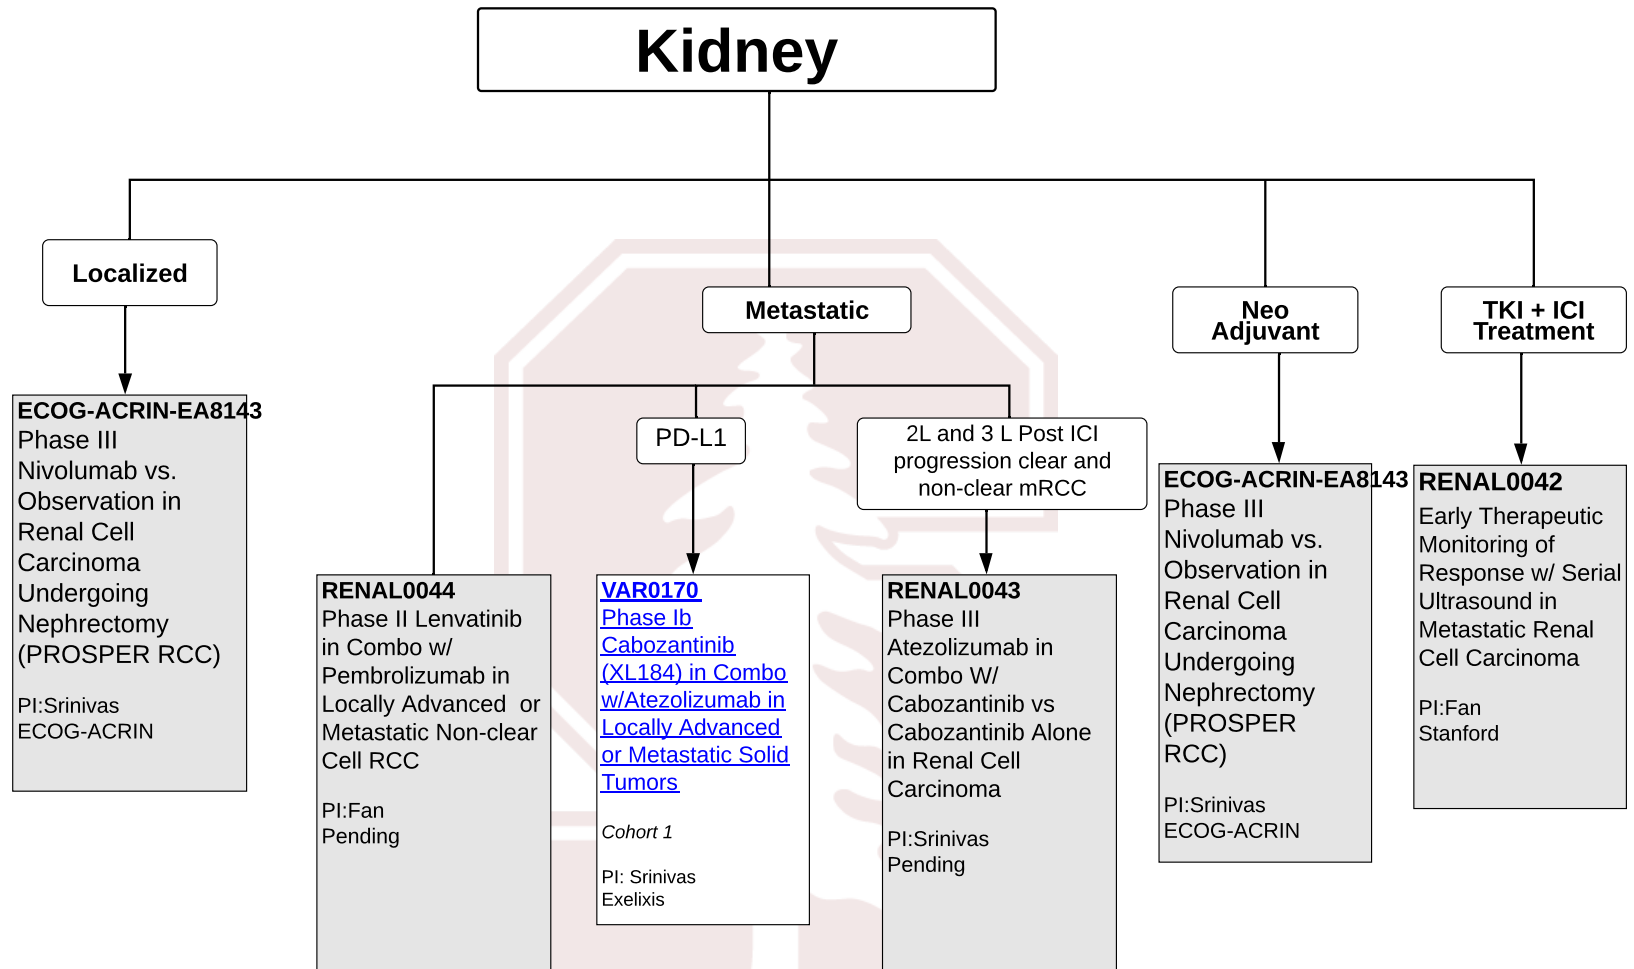 Kidney
Localized
ECOG-ACRIN-EA8143
Phase III
Nivolumab vs.
Observation in
Renal Cell
Carcinoma
Undergoing
Nephrectomy
(PROSPER RCC)
PI:Srinivas
ECOG-ACRIN
Metastatic
RENAL0044
Phase II Lenvatinib
in Combo w/
Pembrolizumab in
Locally Advanced  or
Metastatic Non-clear
Cell RCC
PI:Fan
Pending
PD-L1
VAR0170
Phase Ib
Cabozantinib
(XL184) in Combo
w/Atezolizumab in
Locally Advanced
or Metastatic Solid
Tumors
Cohort 1
PI: Srinivas
Exelixis
2L and 3 L Post ICI
progression clear and
non-clear mRCC
RENAL0043
Phase III
Atezolizumab in
Combo W/
Cabozantinib vs
Cabozantinib Alone
in Renal Cell
Carcinoma
PI:Srinivas
Pending
Neo
Adjuvant
ECOG-ACRIN-EA8143
Phase III
Nivolumab vs.
Observation in
Renal Cell
Carcinoma
Undergoing
Nephrectomy
(PROSPER
RCC)
PI:Srinivas
ECOG-ACRIN
TKI + ICI
Treatment
RENAL0042
Early Therapeutic
Monitoring of
Response w/ Serial
Ultrasound in
Metastatic Renal
Cell Carcinoma
PI:Fan
Stanford